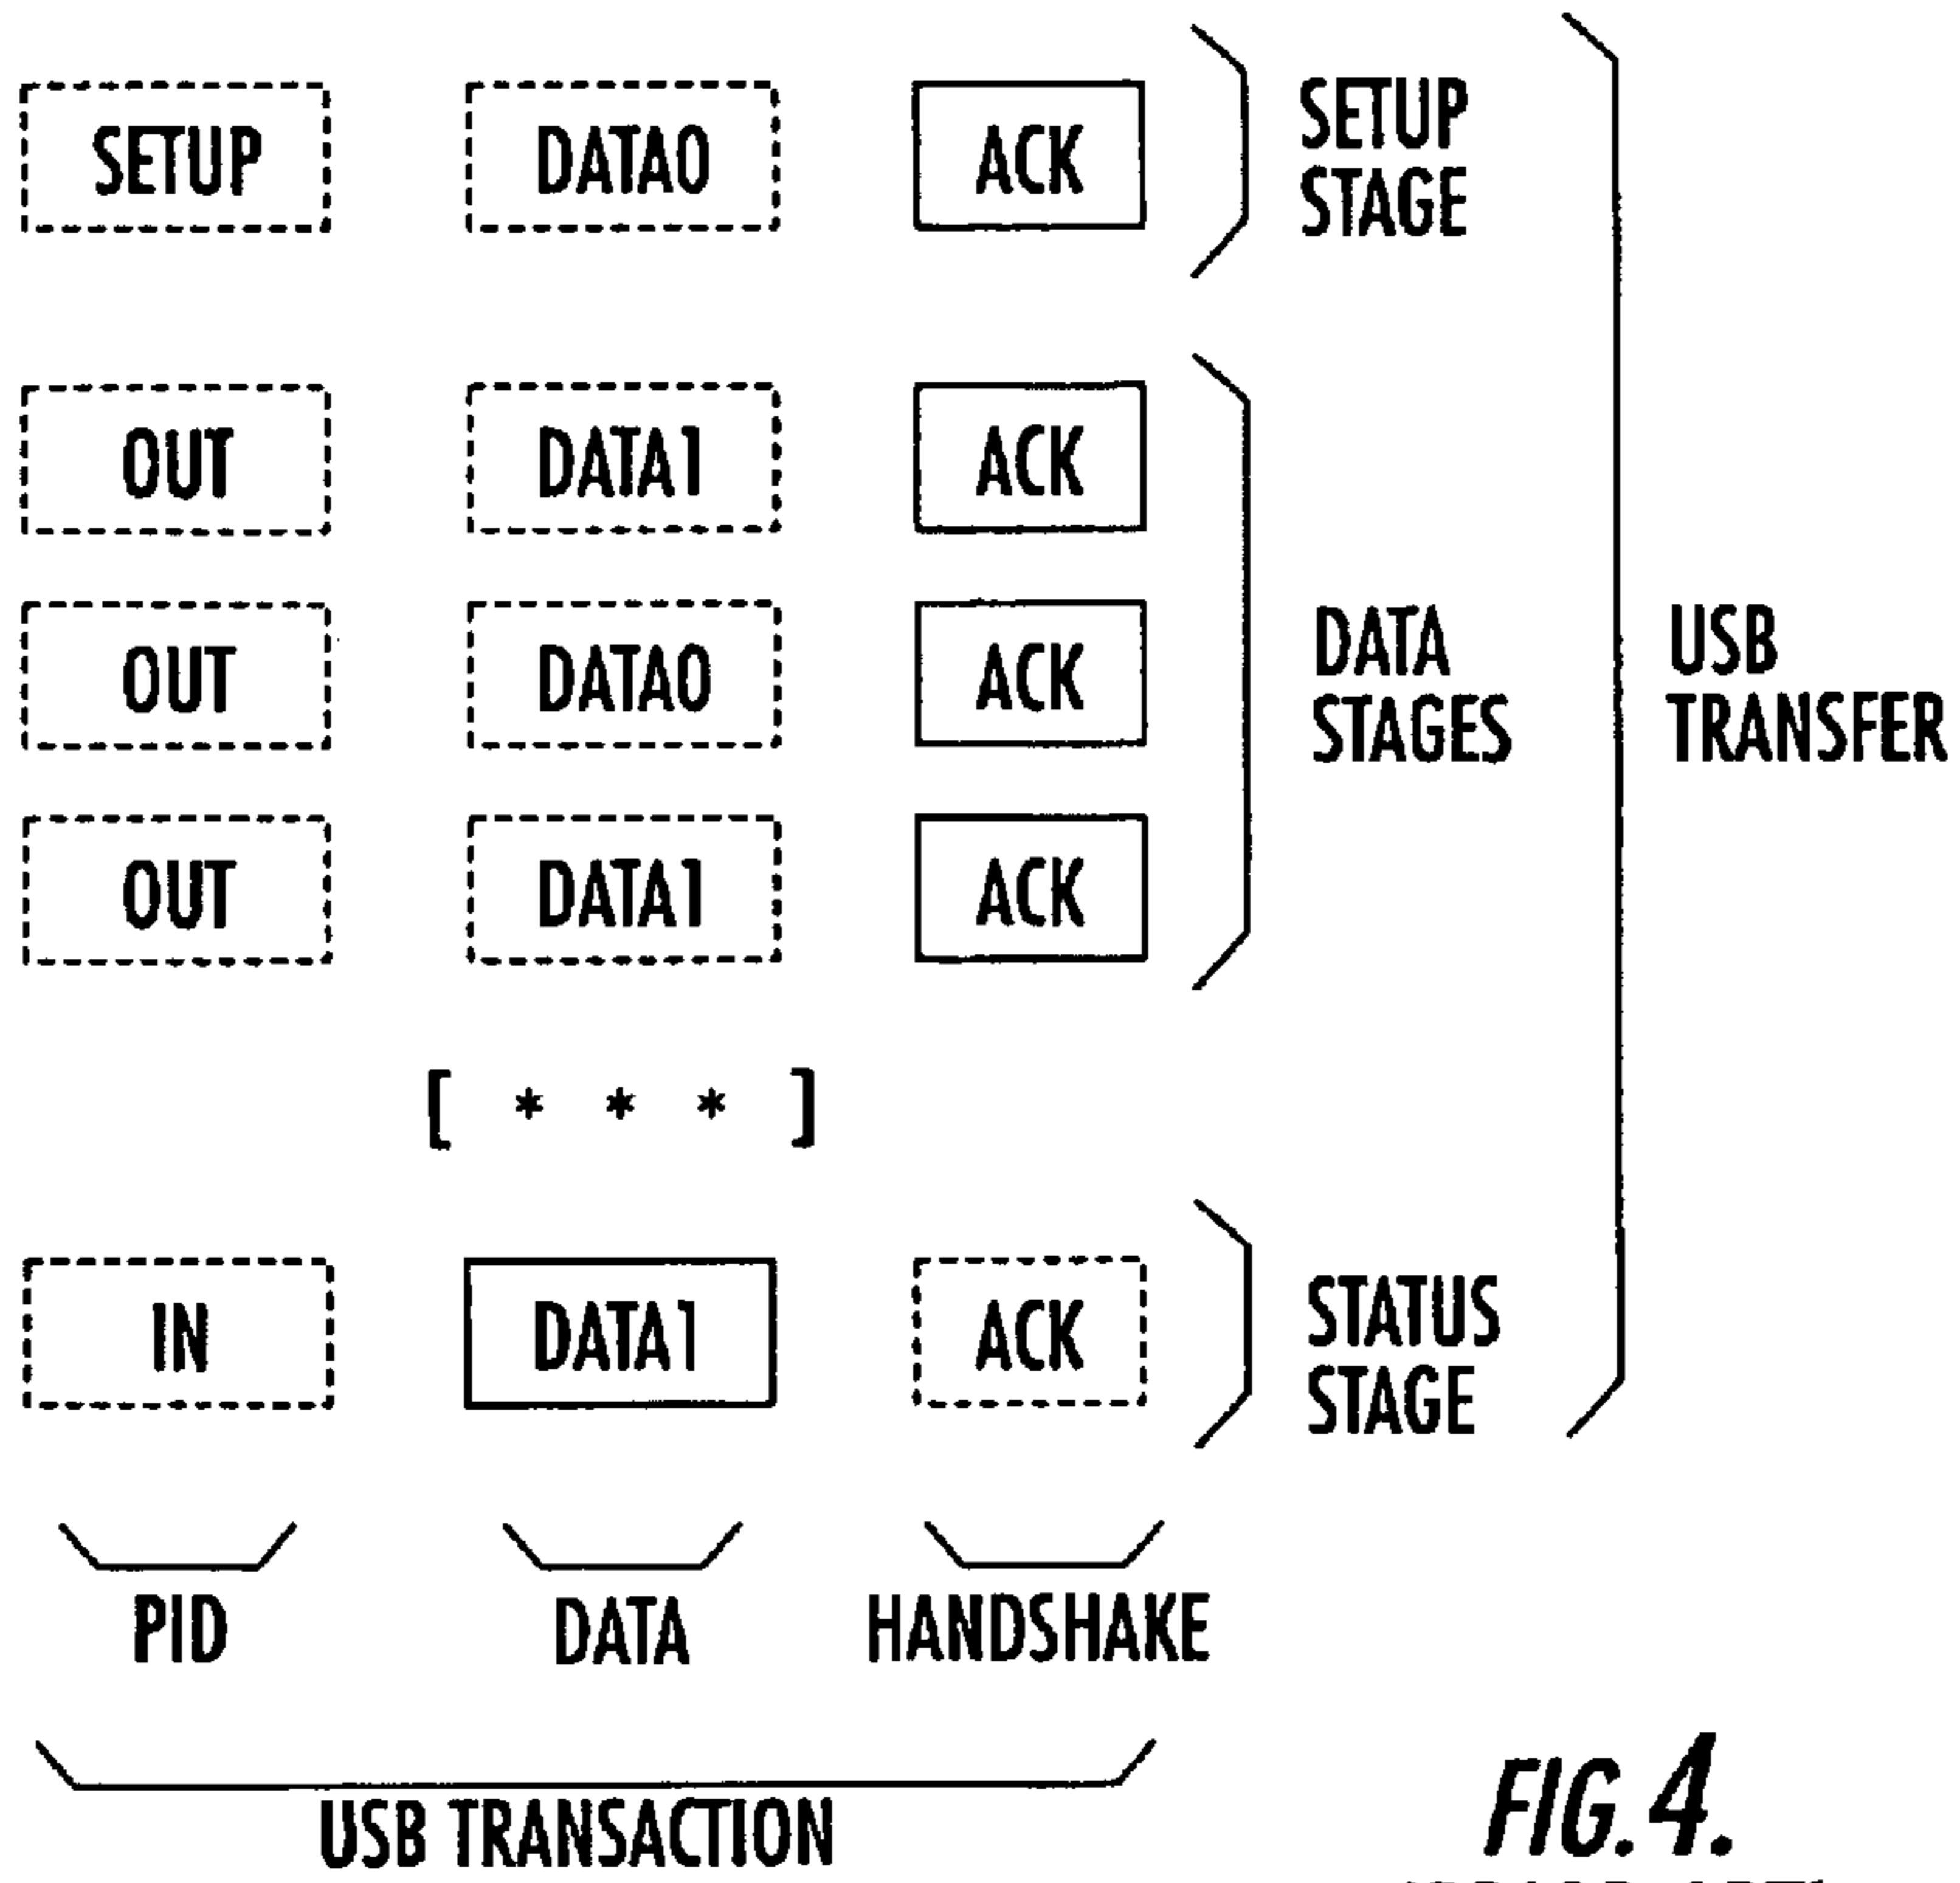 SETUP DATA0 ACK
SETUP
STAGE
OUT DATA1 ACK
OUT DATA0 ACK
OUT DATA1 ACK
DATA
STAGES
USB
TRANSFER
[ * * * ]
IN DATA1 ACK
STATUS
STAGE
PID DATA HANDSHAKE
USB TRANSACTION
FIG. 4.